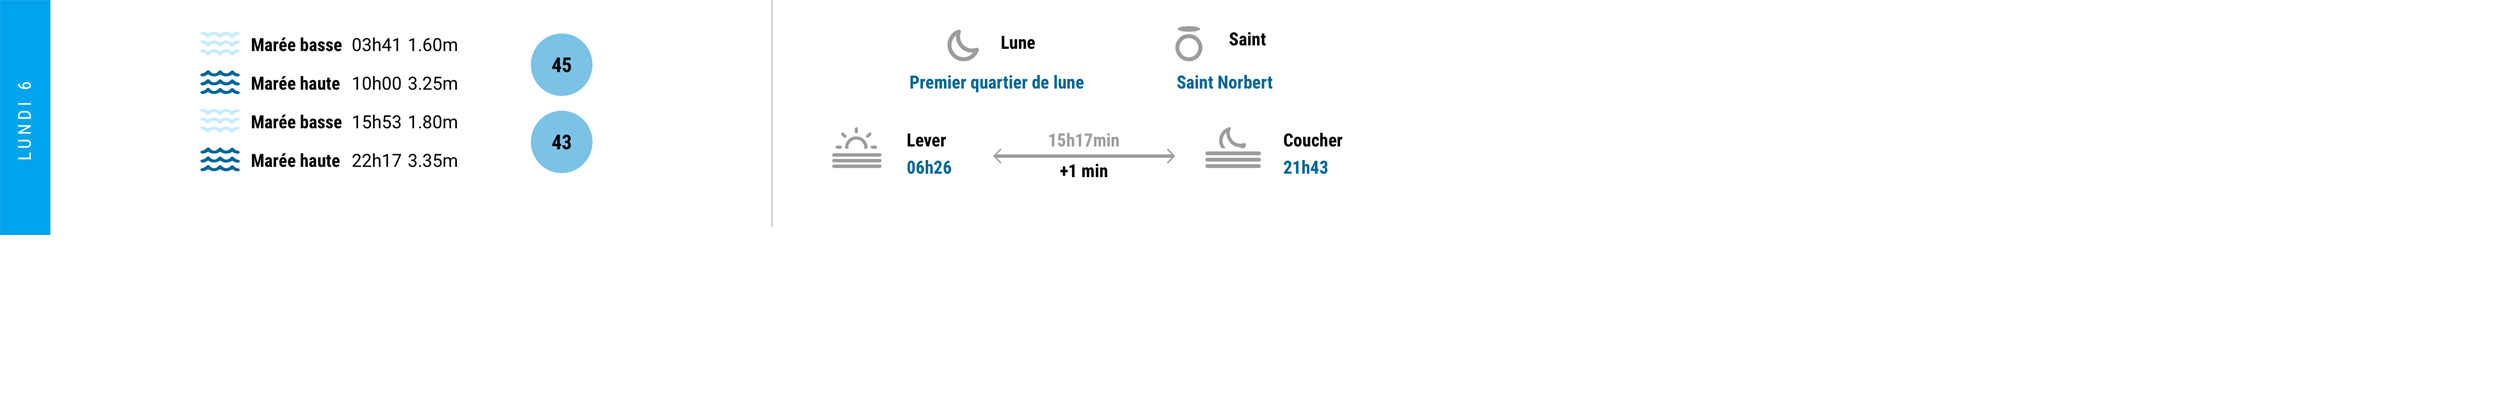 LUNDI 6
Marée basse 03h41 1.60m
Marée haute 10h00 3.25m
45
Marée basse 15h53 1.80m
Marée haute 22h17 3.35m
43
Lune
Premier quartier de lune
Saint
Saint Norbert
Lever
06h26
15h17min
+1 min
Coucher
21h43